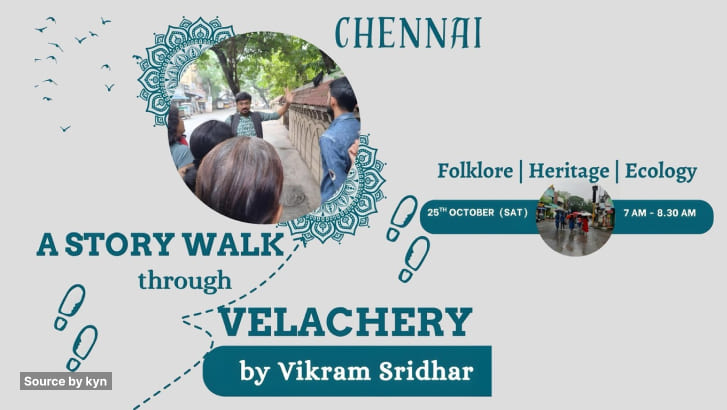 CHENNAI
Folklore | Heritage | Ecology
25TH OCTOBER (SAT)
7 AM - 8.30 AM
A STORY WALK
through
VELACHERY
by Vikram Sridhar
Source by kyn